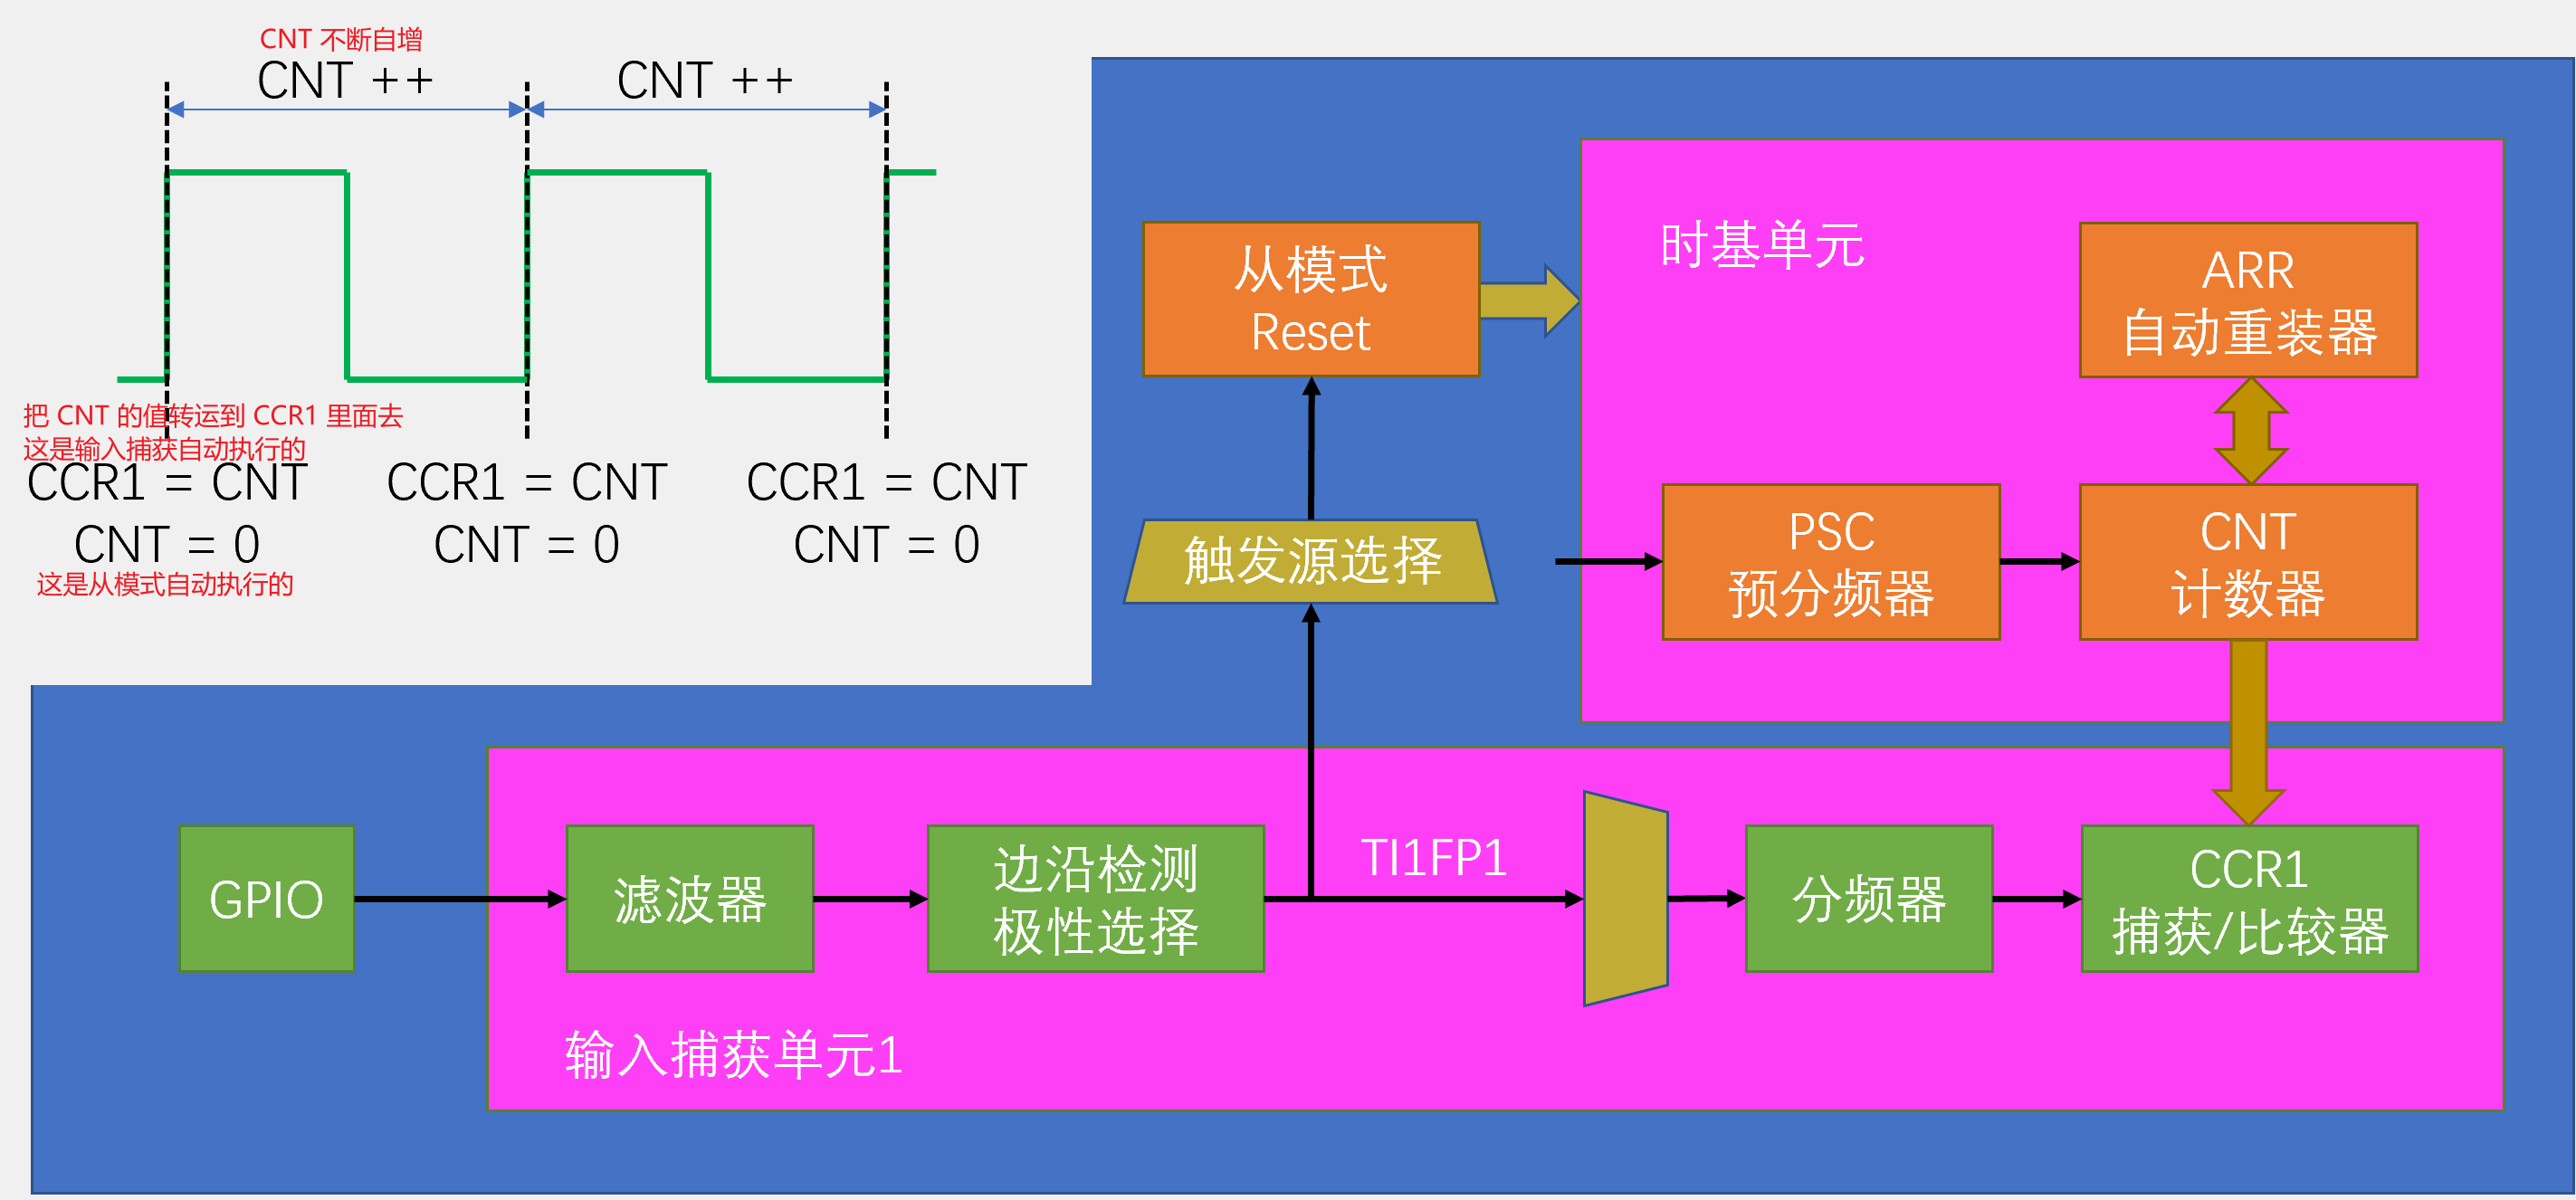 CNT 不断自增
CNT ++
CNT ++
把 CNT 的值转运到 CCR1 里面去
这是输入捕获自动执行的
CCR1 = CNT
CNT = 0
这是从模式自动执行的
CCR1 = CNT
CNT = 0
CCR1 = CNT
CNT = 0
从模式
Reset
时基单元
ARR
自动重装器
触发源选择
PSC
预分频器
CNT
计数器
GPIO
滤波器
边沿检测
极性选择
TI1FP1
分频器
CCR1
捕获/比较器
输入捕获单元1